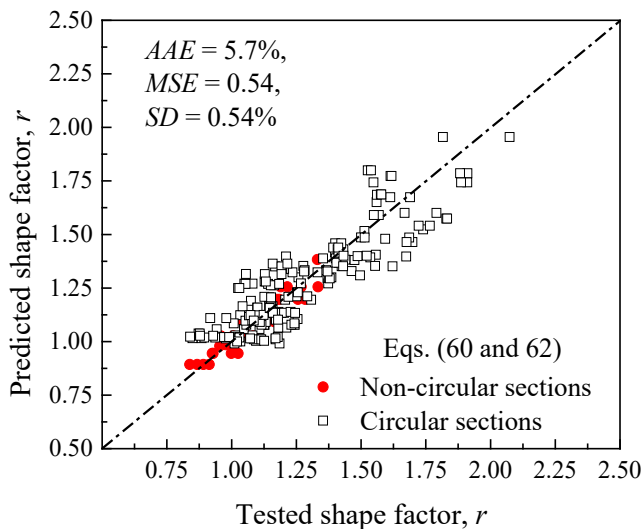 2.50
2.25
2.00
1.75
1.50
1.25
1.00
0.75
0.50
Predicted shape factor, r
AAE = 5.7%,
MSE = 0.54,
SD = 0.54%
Eqs. (60 and 62)
Non-circular sections
Circular sections
0.75 1.00 1.25 1.50 1.75 2.00 2.25 2.50
Tested shape factor, r